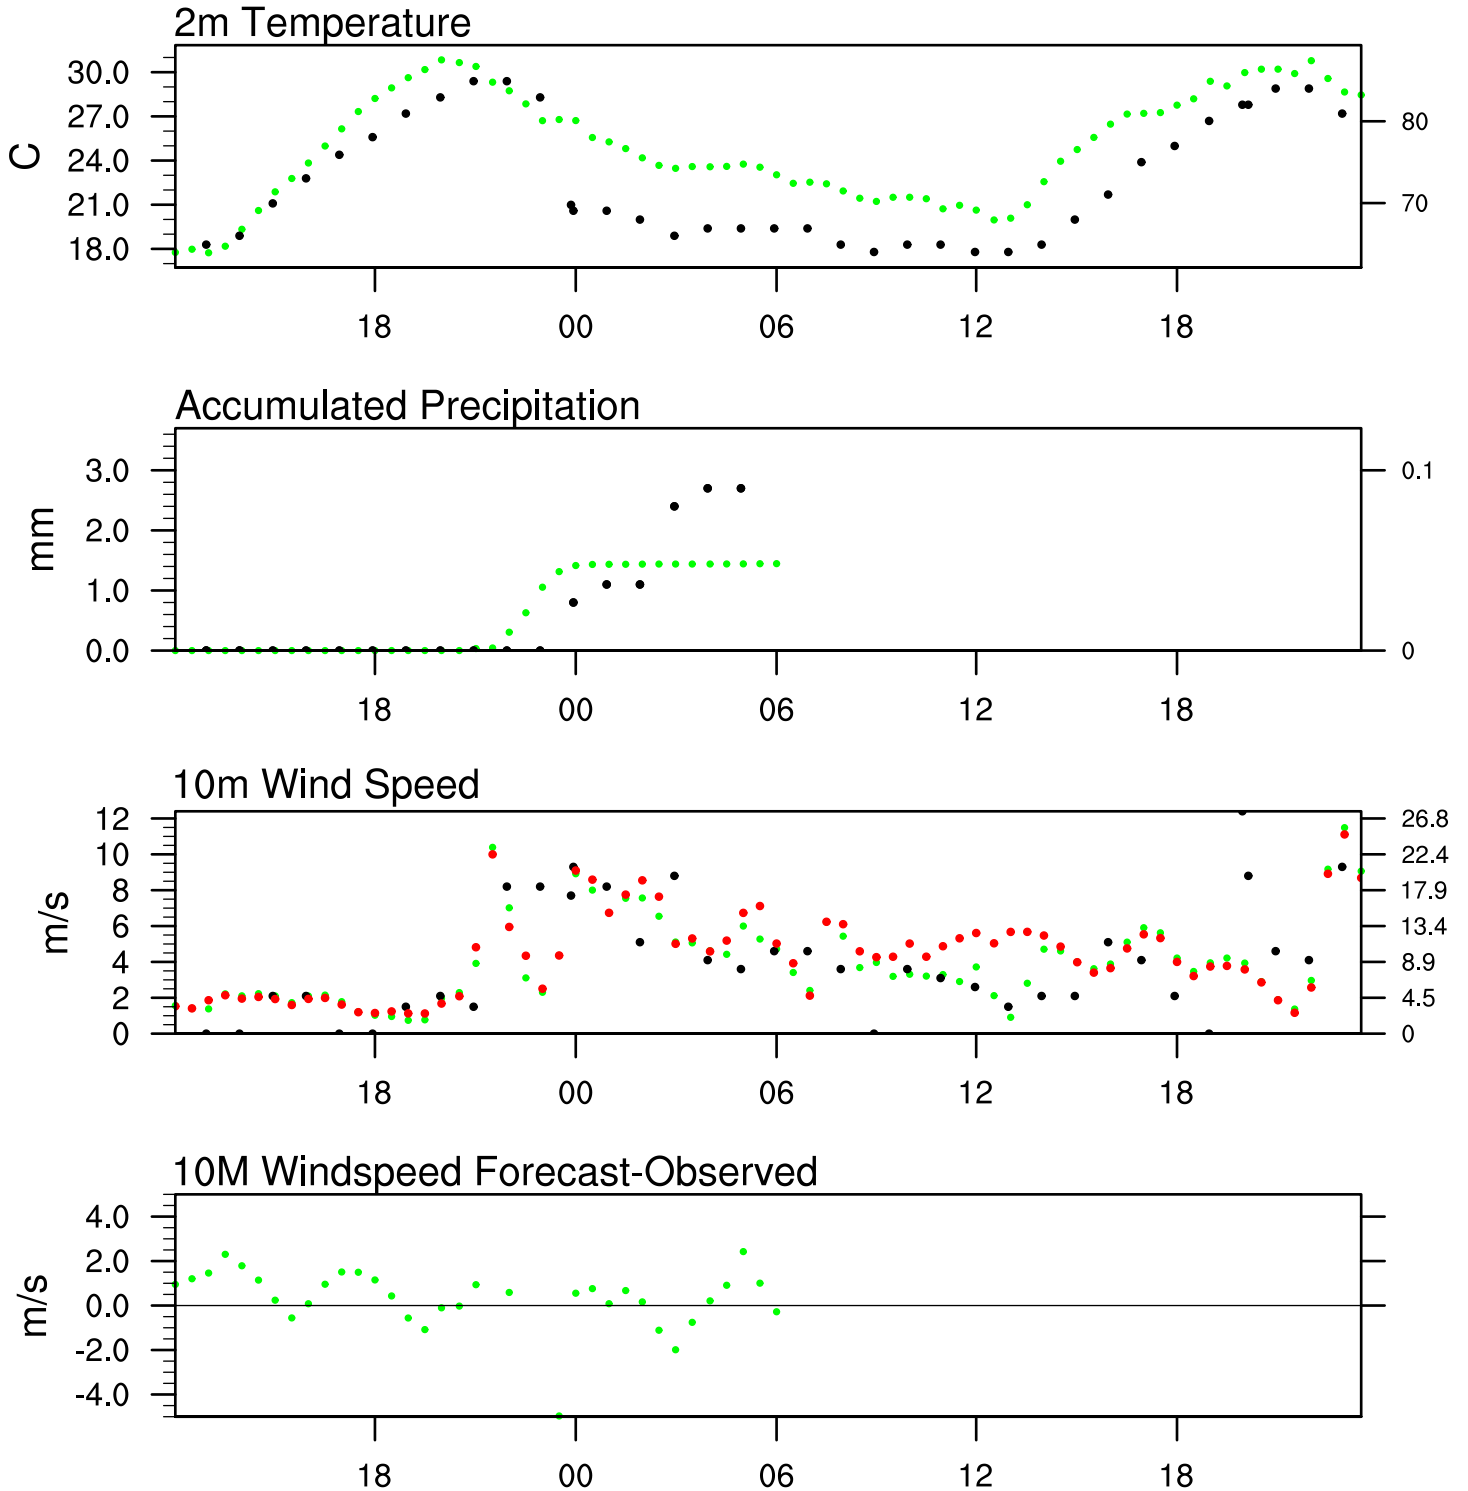 2m Temperature
30.0
27.0
80
24.0
C
21.0
70
18.0
18 00 06 12 18
Accumulated Precipitation
3.0
0.1
2.0
mm
1.0
0.0
0
18 00 06 12 18
10m Wind Speed
12
26.8
10
22.4
8
17.9
m/s
6
13.4
4
8.9
2
4.5
0
0
18 00 06 12 18
10M Windspeed Forecast-Observed
4.0
2.0
m/s
0.0
-2.0
-4.0
18 00 06 12 18